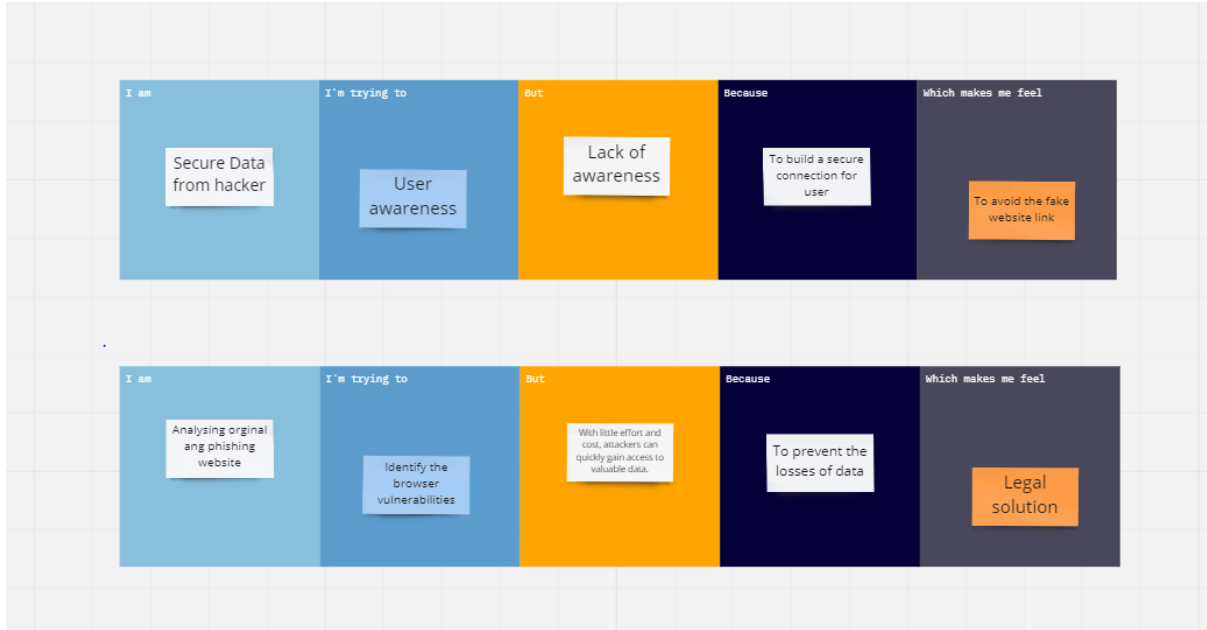 I am
I'm trying to
But
Because
Which makes me feel
Secure Data
from hacker
User
awareness
Lack of
awareness
To build a secure
connection for
user
To avoid the fake
website link
I am
I'm trying to
But
Because
Which makes me feel
Analysing orginal
ang phishing
website
Identify the
browser
vulnerabilities
With little effort and
cost, attackers can
quickly gain access to
valuable data.
To prevent the
losses of data
Legal
solution